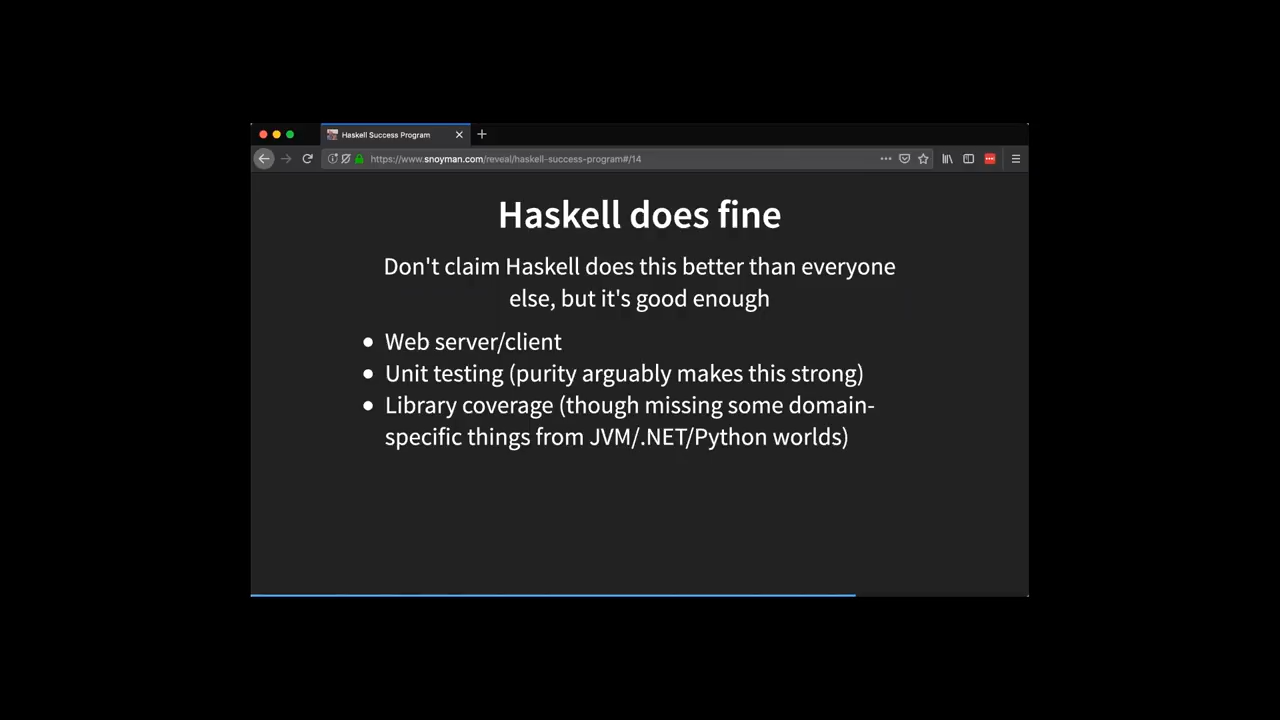 Haskell Success Program
https://www.snoyman.com/reveal/haskell-success-program#/14
Haskell does fine
Don't claim Haskell does this better than everyone
else, but it's good enough
Web server/client
Unit testing (purity arguably makes this strong)
Library coverage (though missing some domain-
specific things from JVM/.NET/Python worlds)